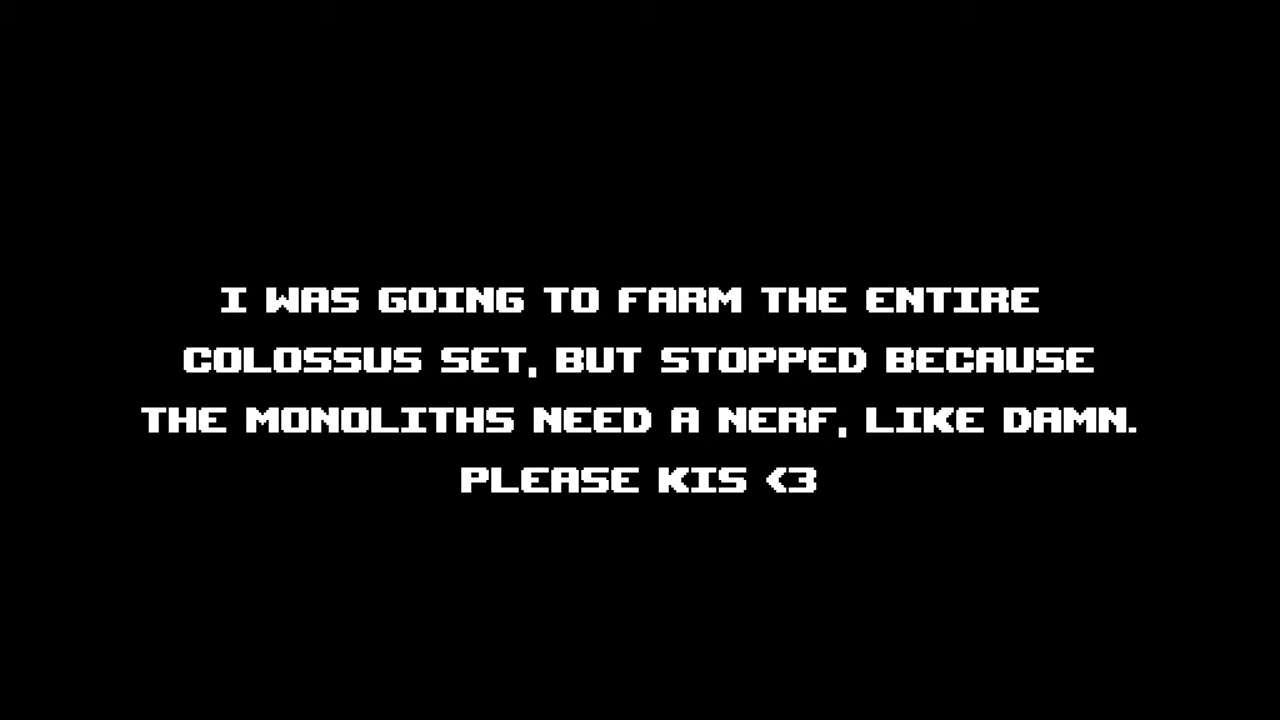 I WAS GOING TO FARM THE ENTIRE
COLOSSUS SET, BUT STOPPED BECAUSE
THE MONOLITHS NEED A NERF, LIKE DAMN.
PLEASE KIS <3